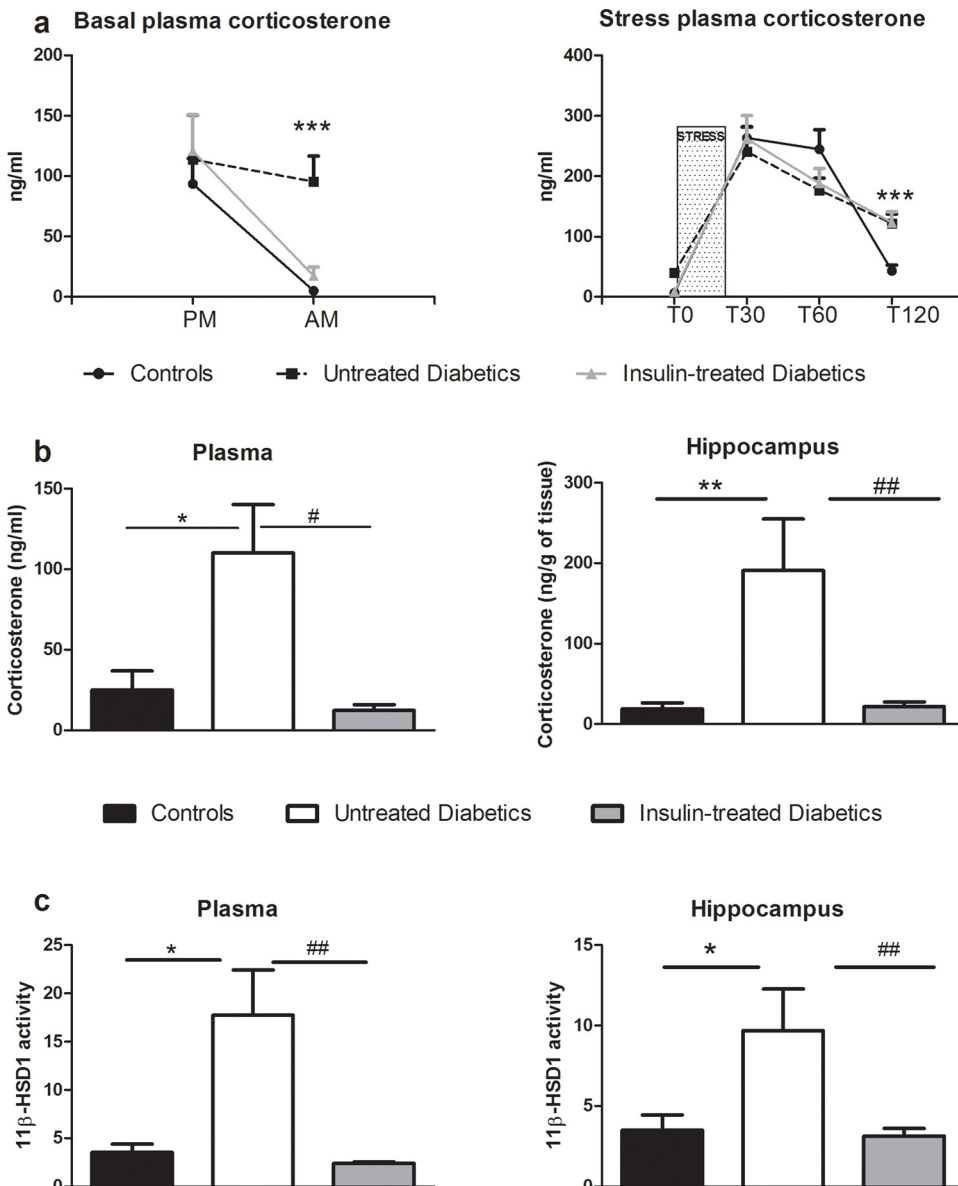 a
Basal plasma corticosterone
Stress plasma corticosterone
200
150
100
50
0
ng/ml
***
PM
AM
400
300
200
100
0
ng/ml
STRESS
***
T0
T30
T60
T120
Controls
Untreated Diabetics
Insulin-treated Diabetics
b
Plasma
Hippocampus
Corticosterone (ng/ml)
150
100
50
0
*
#
Corticosterone (ng/g of tissue)
300
200
100
0
**
##
Controls
Untreated Diabetics
Insulin-treated Diabetics
c
Plasma
Hippocampus
11β-HSD1 activity
25
20
15
10
5
0
*
##
11β-HSD1 activity
15
10
5
0
*
##